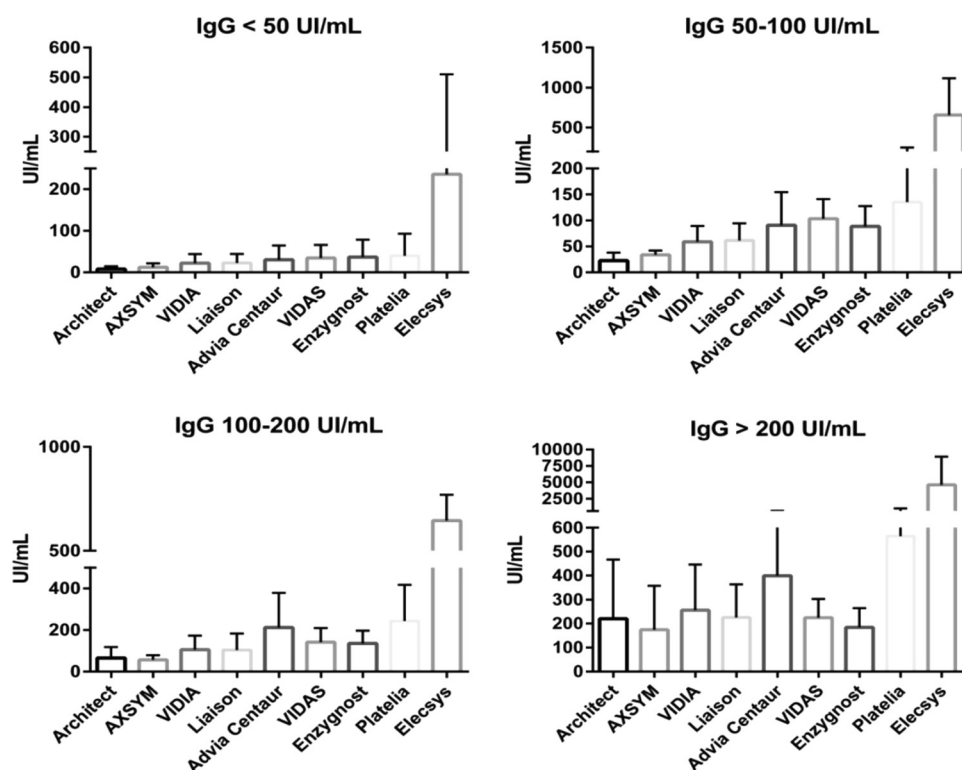 IgG < 50 UI/mL
600
500
400
300
200
100
0
UI/mL
Architect
AXSYM
VIDIA
Liaison
Advia Centaur
VIDAS
Enzygnost
Platelia
Elecsys
IgG 50-100 UI/mL
1500
1000
500
200
150
100
50
0
UI/mL
Architect
AXSYM
VIDIA
Liaison
Advia Centaur
VIDAS
Enzygnost
Platelia
Elecsys
IgG 100-200 UI/mL
1000
500
400
200
0
UI/mL
Architect
AXSYM
VIDIA
Liaison
Advia Centaur
VIDAS
Enzygnost
Platelia
Elecsys
IgG > 200 UI/mL
10000
7500
5000
2500
600
500
400
300
200
100
0
UI/mL
Architect
AXSYM
VIDIA
Liaison
Advia Centaur
VIDAS
Enzygnost
Platelia
Elecsys